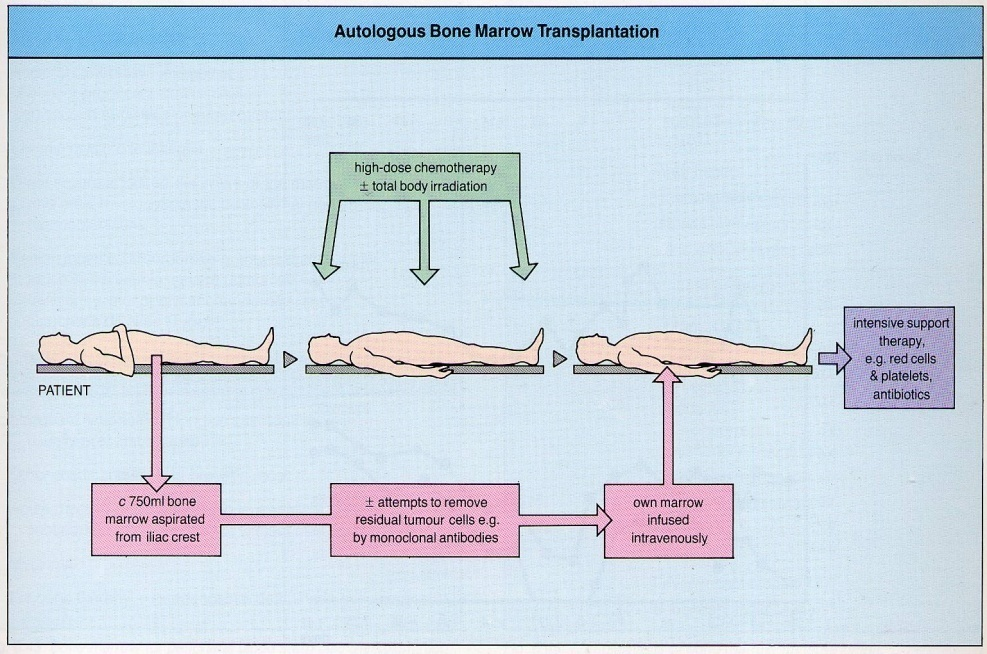 Autologous Bone Marrow Transplantation
high-dose chemotherapy
± total body irradiation
PATIENT
intensive support
therapy,
e.g. red cells
& platelets,
antibiotics
c 750ml bone
marrow aspirated
from iliac crest
± attempts to remove
residual tumour cells e.g.
by monoclonal antibodies
own marrow
infused
intravenously